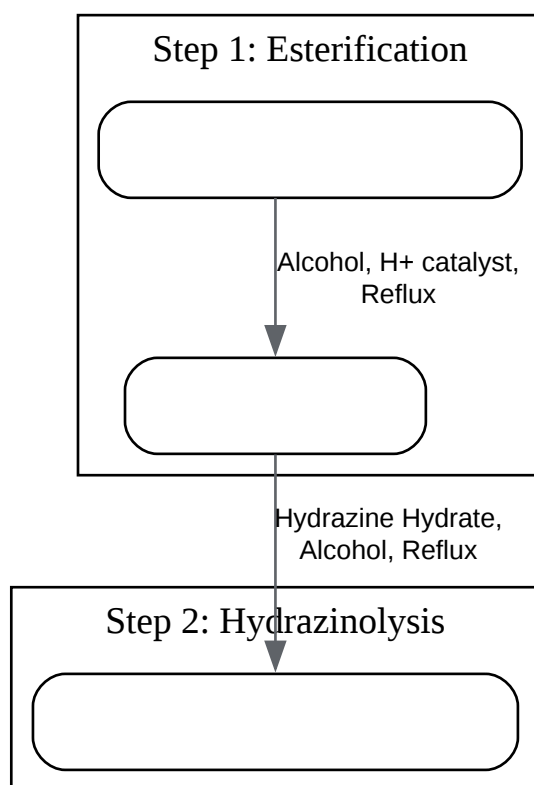 Step 1: Esterification
Alcohol, H+ catalyst,
Reflux
Hydrazine Hydrate,
Alcohol, Reflux
Step 2: Hydrazinolysis